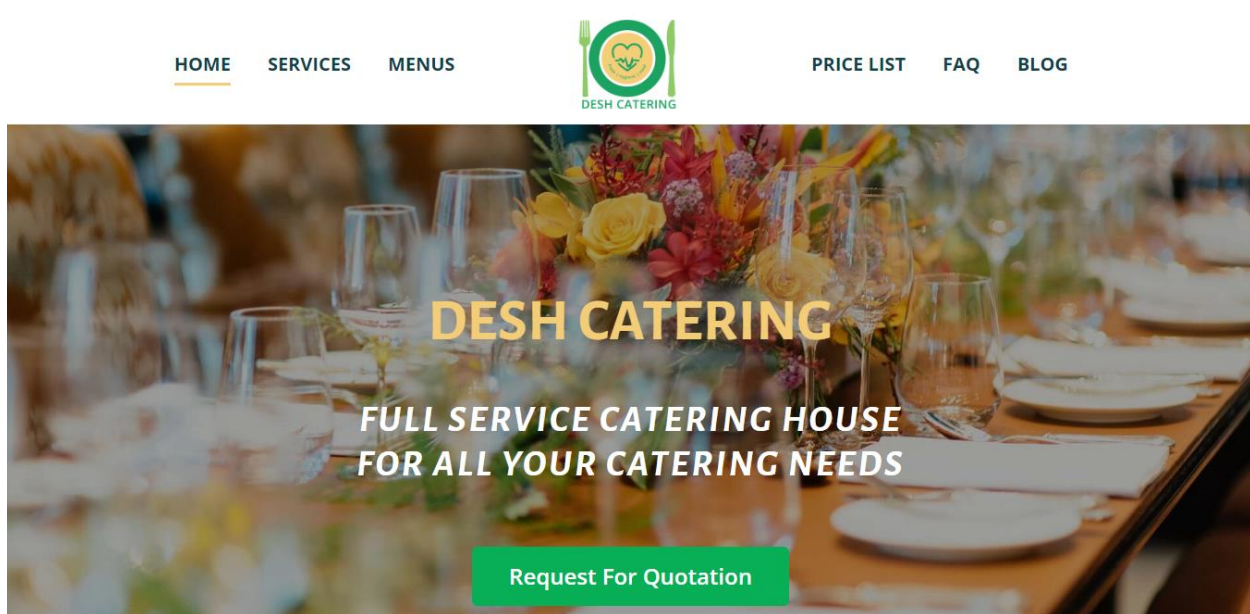 HOME SERVICES MENUS
DESH CATERING
PRICE LIST FAQ BLOG
DESH CATERING
FULL SERVICE CATERING HOUSE
FOR ALL YOUR CATERING NEEDS
Request For Quotation